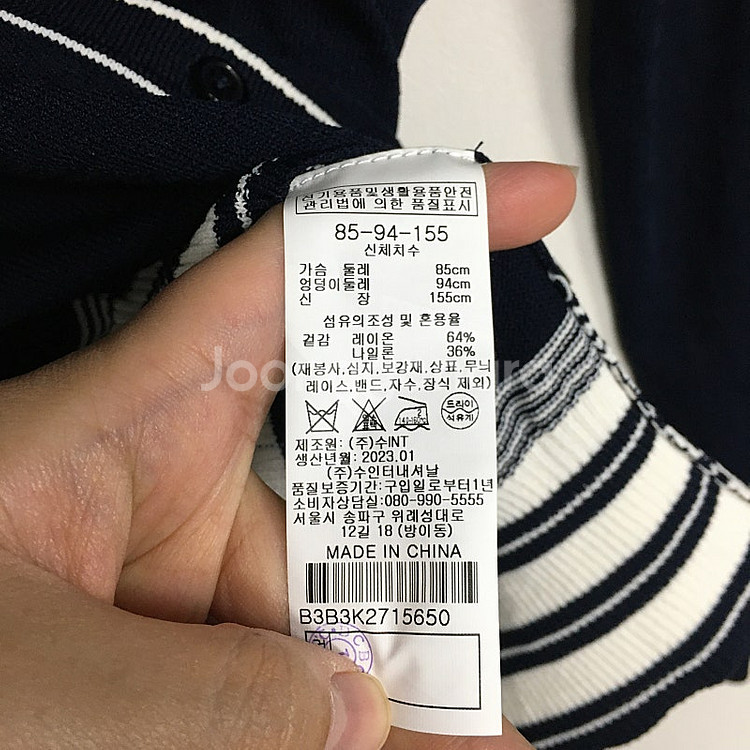 전기용품및생활용품안전
관리법에 의한 품질표시
85-94-155
신체치수
가슴 둘레 85cm
엉덩이둘레 94cm
신 장 155cm
섬유의조성 및 혼용율
겉감 레이온 64%
나일론 36%
(재봉사,심지,보강재,상표,무늬
레이스,밴드,자수,장식 제외)
드라이
석유계
제조원: (주)수INT
생산년월: 2023.01
(주)수인터내셔날
품질보증기간:구입일로부터1년
소비자상담실:080-990-5555
서울시 송파구 위례성대로
12길 18 (방이동)
MADE IN CHINA
B3B3K2715650